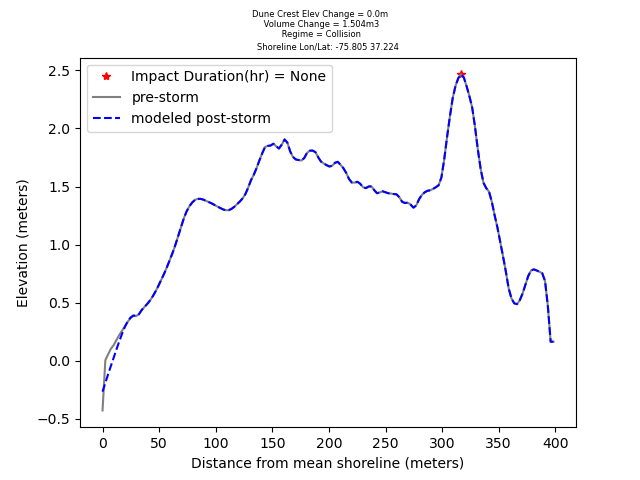 Dune Crest Elev Change = 0.0m
Volume Change = 1.504m3
Regime = Collision
Shoreline Lon/Lat: -75.805 37.224
Impact Duration(hr) = None
pre-storm
modeled post-storm
Elevation (meters)
2.5
2.0
1.5
1.0
0.5
0.0
−0.5
0 50 100 150 200 250 300 350 400
Distance from mean shoreline (meters)